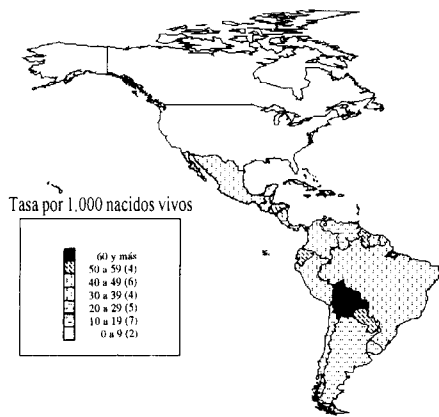 Tasa por 1,000 nacidos vivos
60 y más
50 a 59 (4)
40 a 49 (6)
30 a 39 (4)
20 a 29 (5)
10 a 19 (7)
0 a 9 (2)